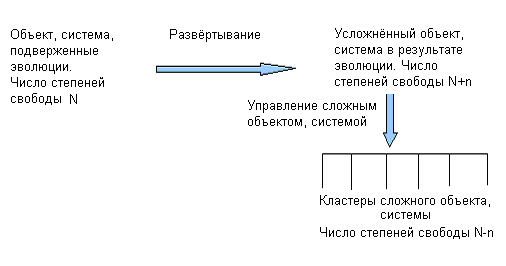 Объект, система,
подверженные
эволюции.
Число степеней
свободы N
Развёртывание
Усложнённый объект,
система в результате
эволюции. Число
степеней свободы N+n
Управление сложным
объектом, системой
Кластеры сложного объекта,
системы
Число степеней свободы N-n